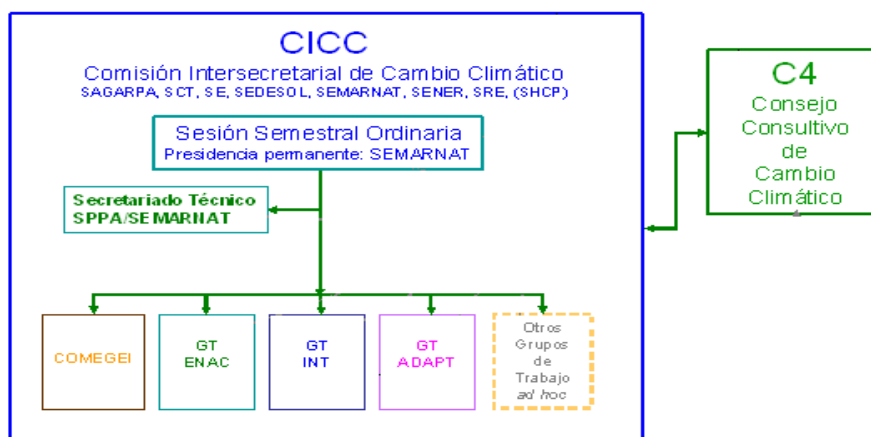 CICC
Comisión Intersecretarial de Cambio Climático
SAGARPA, SCT, SE, SEDESOL, SEMARNAT, SENER, SRE, (SHCP)
Sesión Semestral Ordinaria
Presidencia permanente: SEMARNAT
Secretariado Técnico
SPPA/SEMARNAT
COMEGEI
GT
ENAC
GT
INT
GT
ADAPT
Otros
Grupos
de
Trabajo
ad hoc
C4
Consejo
Consultivo
de
Cambio
Climático